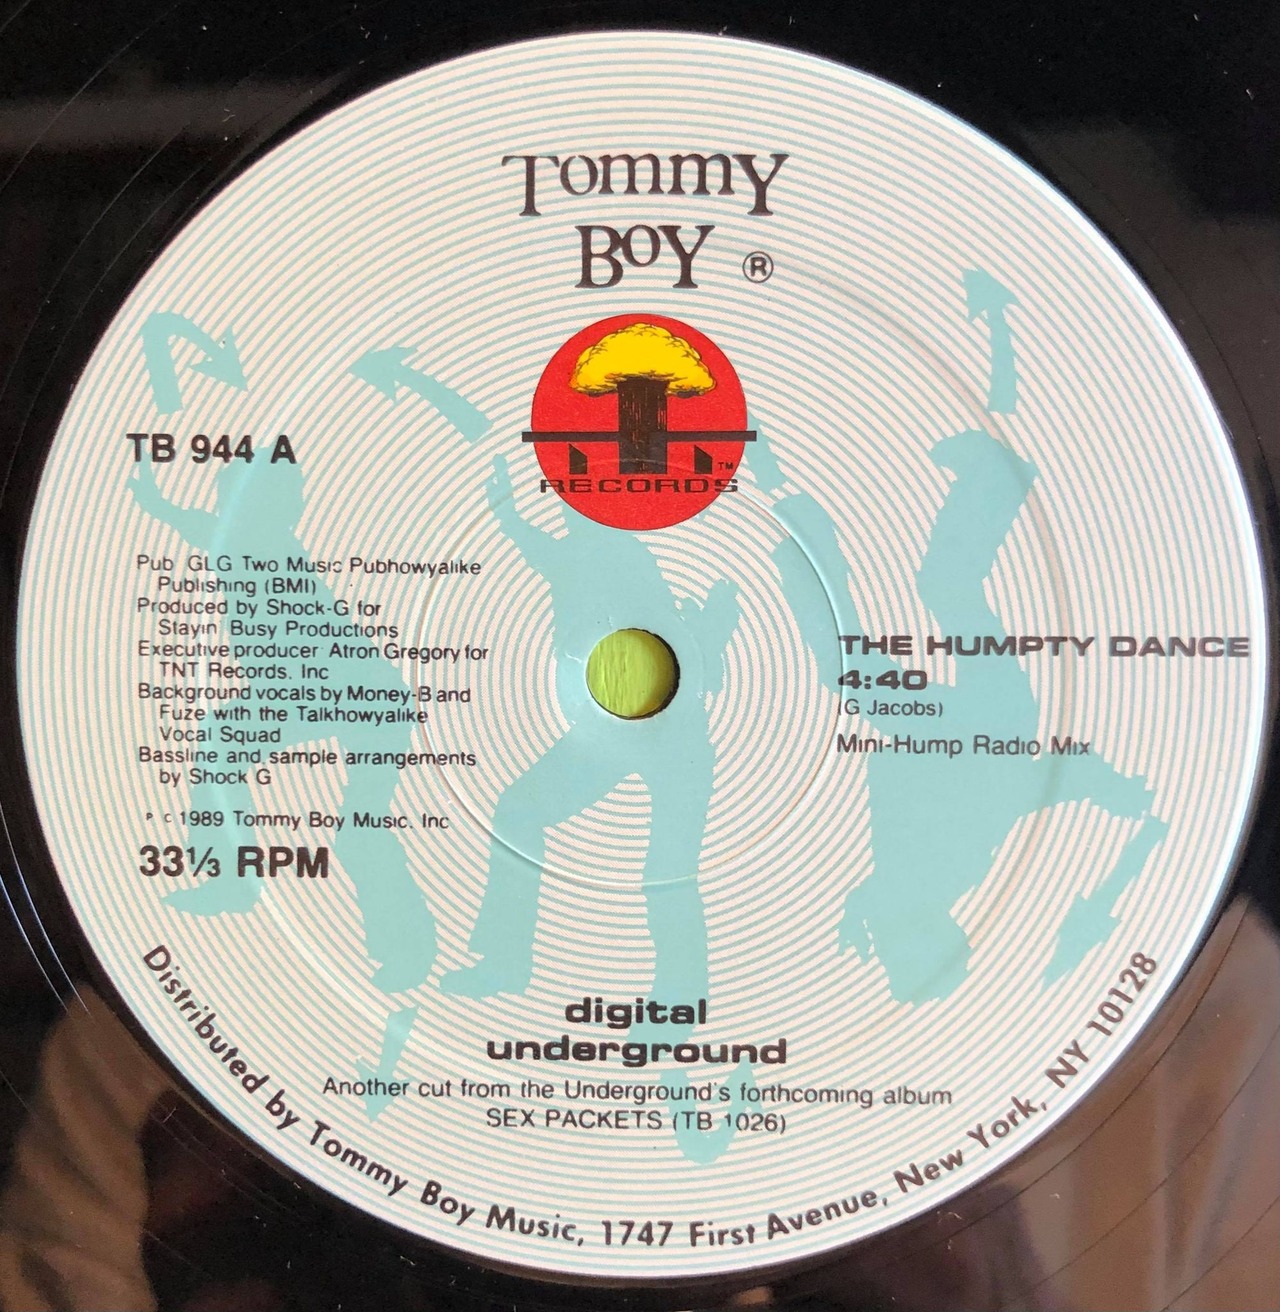 Tommy
Boy ®
TNT ™
RECORDS
TB 944 A
Pub GLG Two Music Pubhowyalike
Publishing (BMI)
Produced by Shock-G for
Stayin' Busy Productions
Executive producer Atron Gregory for
TNT Records, Inc
Background vocals by Money-B and
Fuze with the Talkhowyalike
Vocal Squad
Bassline and sample arrangements
by Shock G
P C 1989 Tommy Boy Music, Inc
33⅓ RPM
THE HUMPTY DANCE
4:40
(G Jacobs)
Mini-Hump Radio Mix
digital
underground
Another cut from the Underground's forthcoming album
SEX PACKETS (TB 1026)
Distributed by Tommy Boy Music, 1747 First Avenue, New York, NY 10128